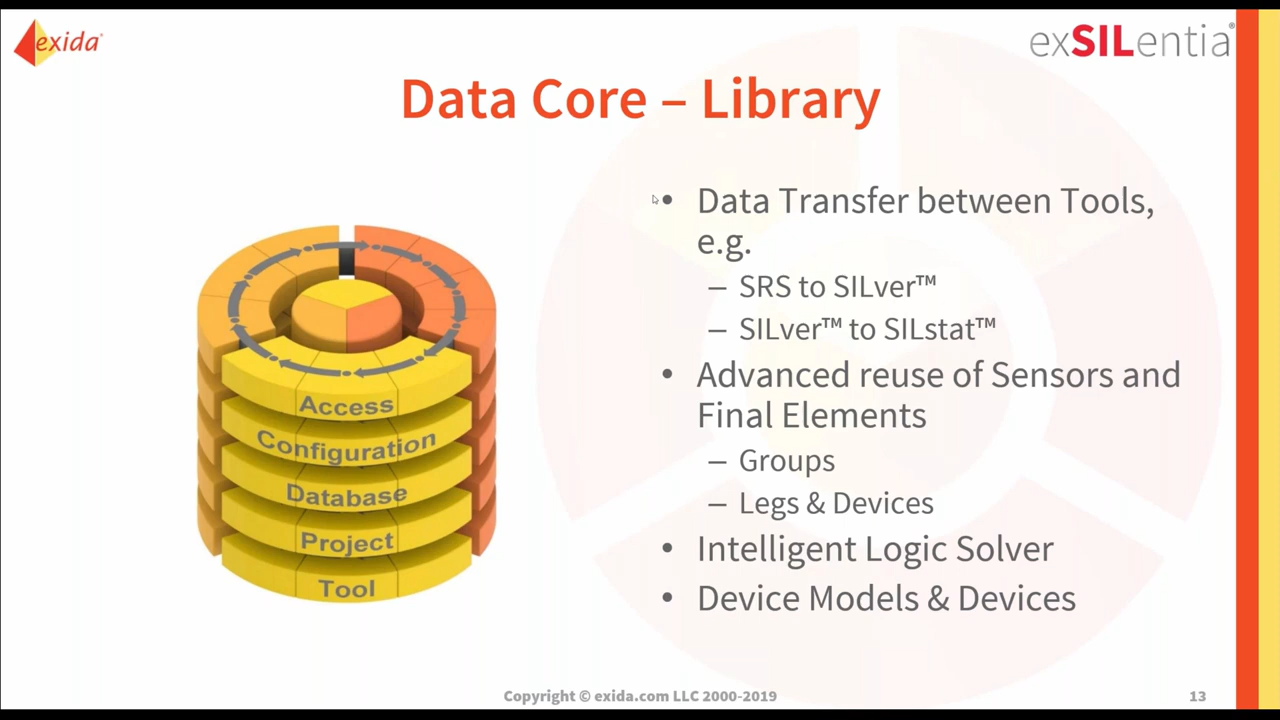 exida®
exSILentia®
Data Core – Library
• Data Transfer between Tools,
e.g.
– SRS to SILver™
– SILver™ to SILstat™
• Advanced reuse of Sensors and
Final Elements
– Groups
– Legs & Devices
• Intelligent Logic Solver
• Device Models & Devices
Access
Configuration
Database
Project
Tool
Copyright © exida.com LLC 2000-2019
13